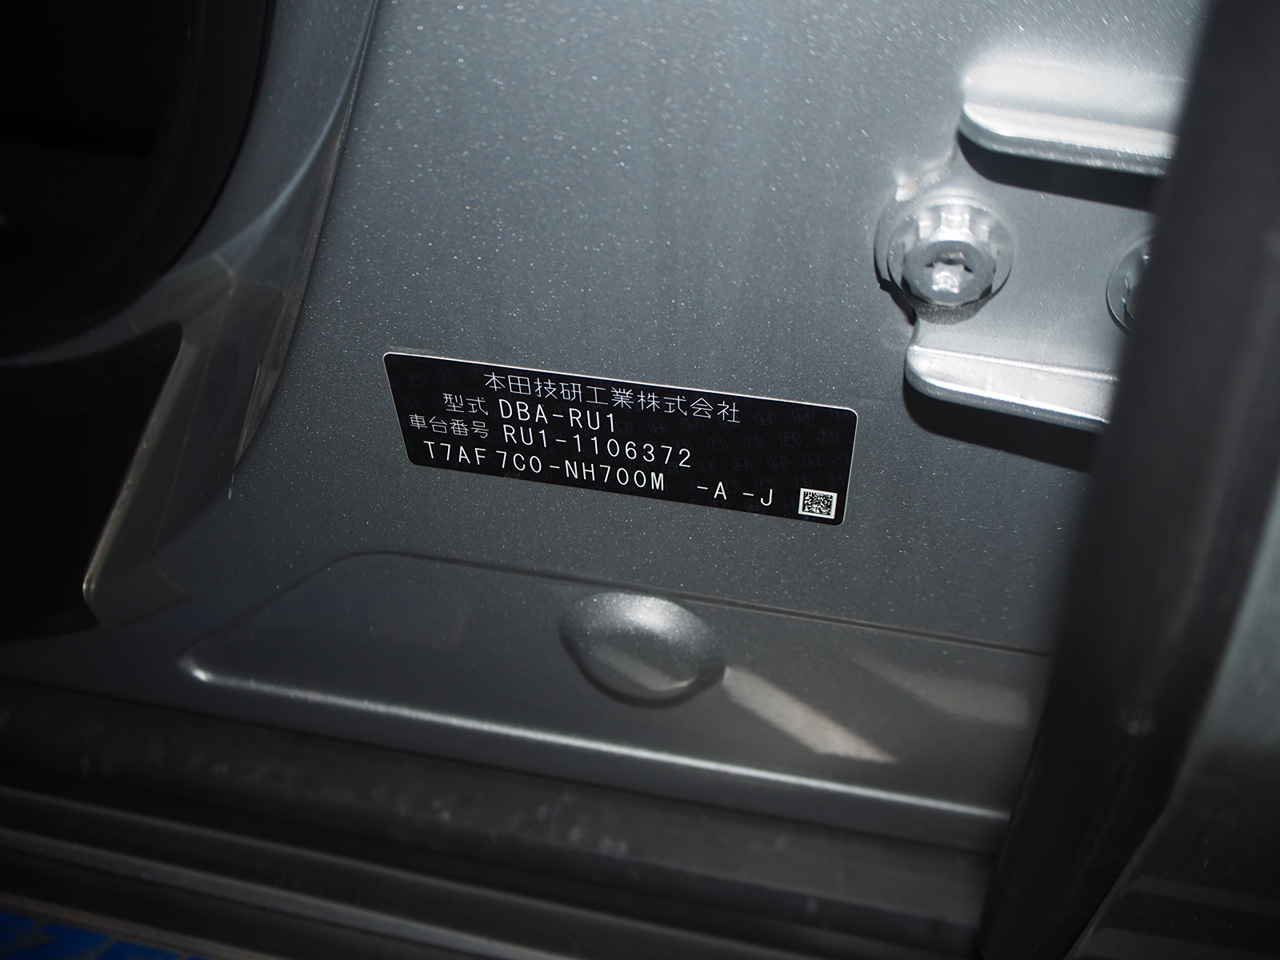 本田技研工業株式会社
型式 DBA-RU1
車台番号 RU1-1106372
T7AF7C0-NH700M -A -J